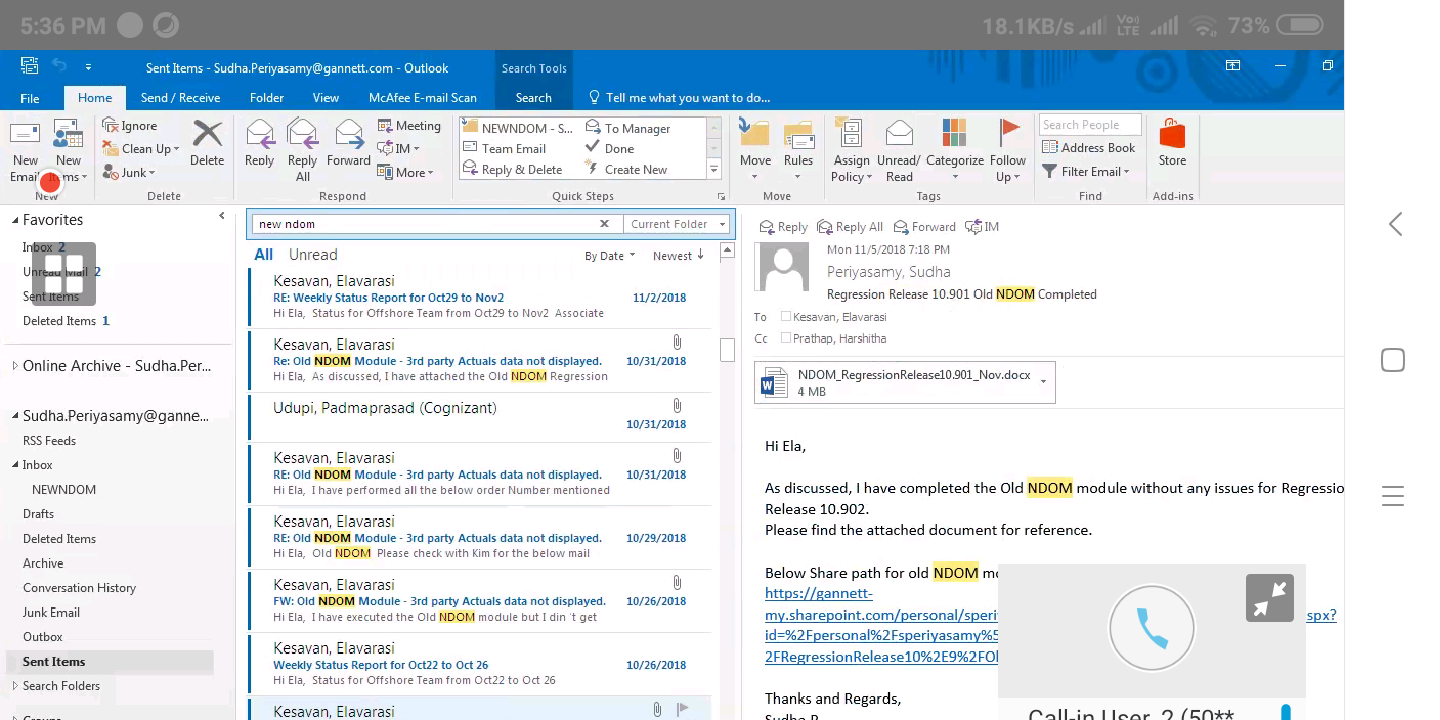 5:36 PM
18.1KB/s Vo) LTE 73%
Sent Items - Sudha.Periyasamy@gannett.com - Outlook
Search Tools
File Home Send / Receive Folder View McAfee E-mail Scan Search Tell me what you want to do...
New Email
New Items
New
Ignore
Clean Up
Junk
Delete
Delete
Reply
Reply All
Forward
Meeting
IM
More
Respond
NEWNDOM - S...
Team Email
Reply & Delete
To Manager
Done
Create New
Quick Steps
Move
Rules
Move
Assign Policy
Unread/ Read
Categorize
Follow Up
Tags
Search People
Address Book
Filter Email
Find
Store
Add-ins
Favorites
Inbox 2
Unread Mail 2
Sent Items
Deleted Items 1
Online Archive - Sudha.Per...
Sudha.Periyasamy@ganne...
RSS Feeds
Inbox
NEWNDOM
Drafts
Deleted Items
Archive
Conversation History
Junk Email
Outbox
Sent Items
Search Folders
new ndom
Current Folder
All Unread By Date Newest
Kesavan, Elavarasi
RE: Weekly Status Report for Oct29 to Nov2 11/2/2018
Hi Ela, Status for Offshore Team from Oct29 to Nov2 Associate
Kesavan, Elavarasi
Re: Old NDOM Module - 3rd party Actuals data not displayed. 10/31/2018
Hi Ela, As discussed, I have attached the Old NDOM Regression
Udupi, Padmaprasad (Cognizant)
10/31/2018
Kesavan, Elavarasi
RE: Old NDOM Module - 3rd party Actuals data not displayed. 10/31/2018
Hi Ela, I have performed all the below order Number mentioned
Kesavan, Elavarasi
RE: Old NDOM Module - 3rd party Actuals data not displayed. 10/29/2018
Hi Ela, Old NDOM Please check with Kim for the below mail
Kesavan, Elavarasi
FW: Old NDOM Module - 3rd party Actuals data not displayed. 10/26/2018
Hi Ela, I have executed the Old NDOM module but I din 't get
Kesavan, Elavarasi
Weekly Status Report for Oct22 to Oct 26 10/26/2018
Hi Ela, Status for Offshore Team from Oct22 to Oct 26
Kesavan, Elavarasi
Reply Reply All Forward IM
Mon 11/5/2018 7:18 PM
Periyasamy, Sudha
Regression Release 10.901 Old NDOM Completed
To Kesavan, Elavarasi
Cc Prathap, Harshitha
NDOM_RegressionRelease10.901_Nov.docx
4 MB
Hi Ela,
As discussed, I have completed the Old NDOM module without any issues for Regressio
Release 10.902.
Please find the attached document for reference.
Below Share path for old NDOM mo
https://gannett-
my.sharepoint.com/personal/speri spx?
id=%2Fpersonal%2Fsperiyasamy%5
2FRegressionRelease10%2E9%2FOl
Thanks and Regards,
Call-in User_2 (50**